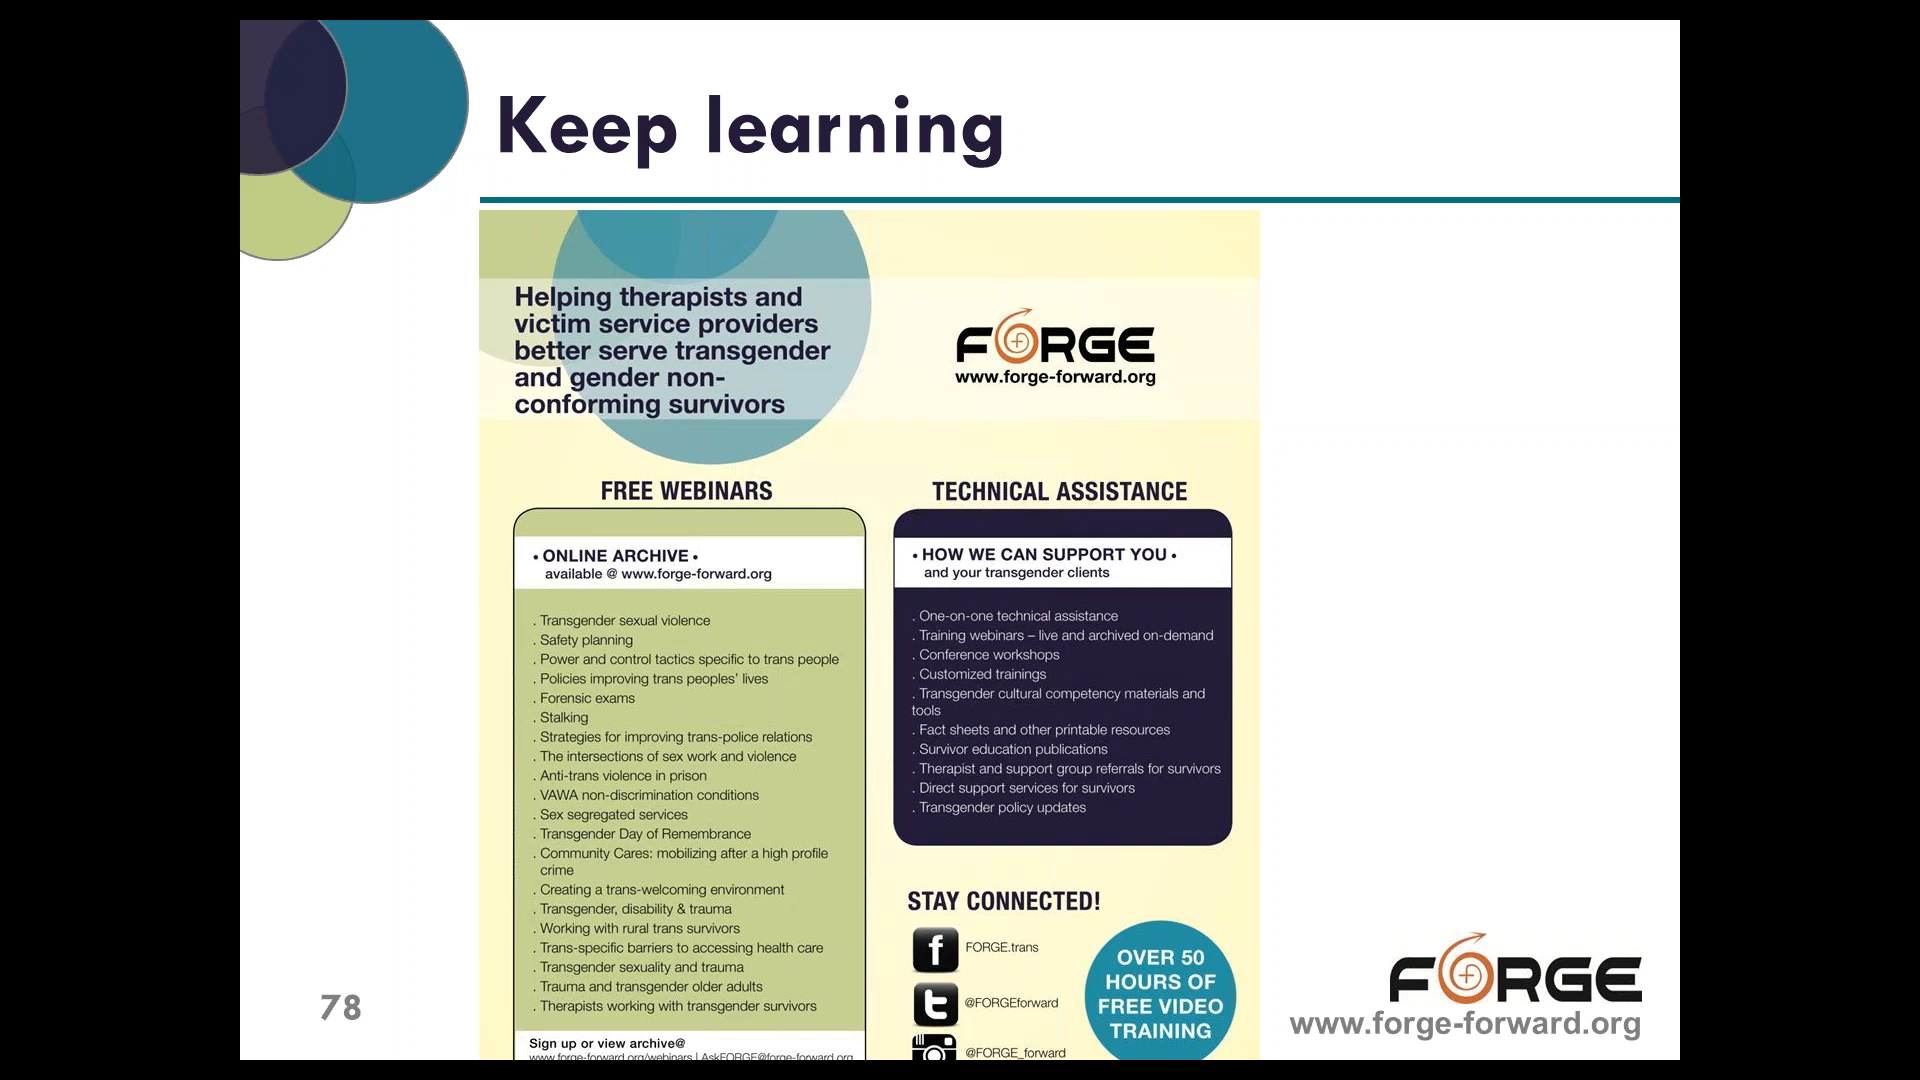 Keep learning
Helping therapists and
victim service providers
better serve transgender
and gender non-
conforming survivors
FORGE
www.forge-forward.org
FREE WEBINARS
• ONLINE ARCHIVE •
available @ www.forge-forward.org
. Transgender sexual violence
. Safety planning
. Power and control tactics specific to trans people
. Policies improving trans peoples’ lives
. Forensic exams
. Stalking
. Strategies for improving trans-police relations
. The intersections of sex work and violence
. Anti-trans violence in prison
. VAWA non-discrimination conditions
. Sex segregated services
. Transgender Day of Remembrance
. Community Cares: mobilizing after a high profile
crime
. Creating a trans-welcoming environment
. Transgender, disability & trauma
. Working with rural trans survivors
. Trans-specific barriers to accessing health care
. Transgender sexuality and trauma
. Trauma and transgender older adults
. Therapists working with transgender survivors
Sign up or view archive@
www.forge-forward.org/webinars | AskFORGE@forge-forward.org
TECHNICAL ASSISTANCE
• HOW WE CAN SUPPORT YOU •
and your transgender clients
. One-on-one technical assistance
. Training webinars – live and archived on-demand
. Conference workshops
. Customized trainings
. Transgender cultural competency materials and
tools
. Fact sheets and other printable resources
. Survivor education publications
. Therapist and support group referrals for survivors
. Direct support services for survivors
. Transgender policy updates
STAY CONNECTED!
f FORGE.trans
t @FORGEforward
@FORGE_forward
OVER 50
HOURS OF
FREE VIDEO
TRAINING
78
FORGE
www.forge-forward.org